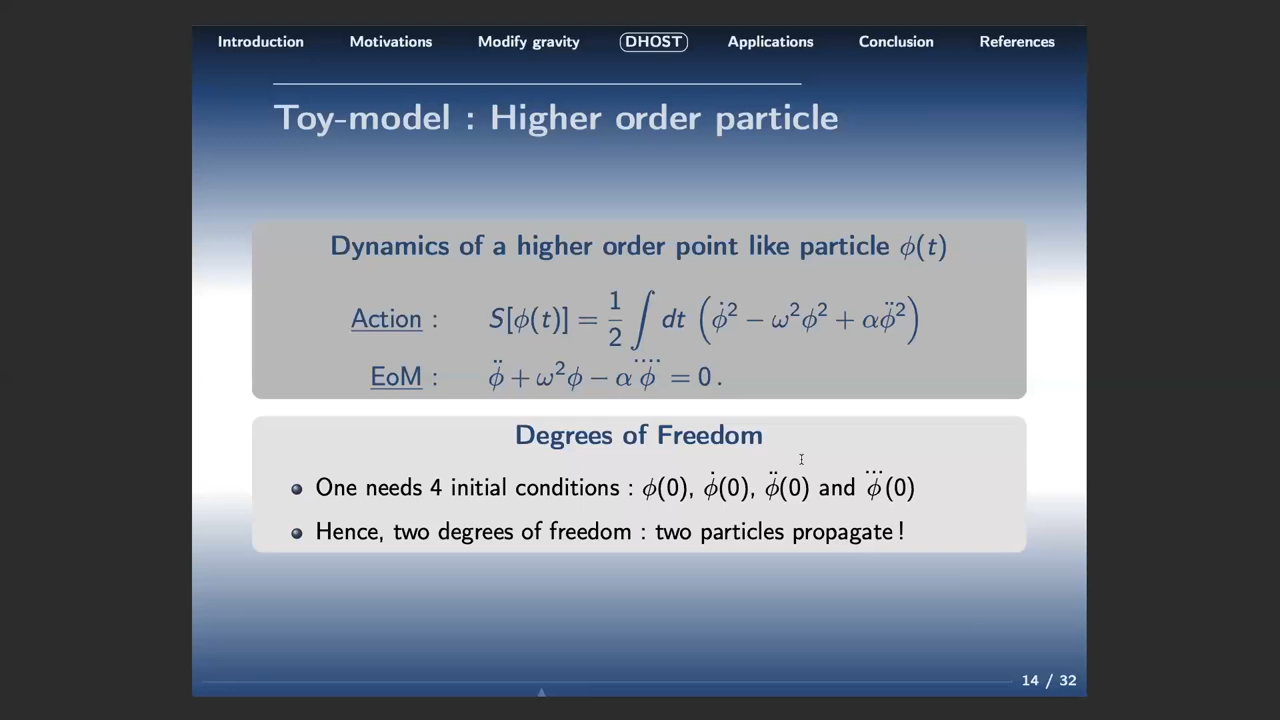 Introduction Motivations Modify gravity DHOST Applications Conclusion References
Toy-model : Higher order particle
Dynamics of a higher order point like particle ϕ(t)
Action : S[ϕ(t)] = 1/2 ∫ dt (ϕ̇² − ω²ϕ² + αϕ̈²)
EoM : ϕ̈ + ω²ϕ − α ϕ⃜ = 0 .
Degrees of Freedom
One needs 4 initial conditions : ϕ(0), ϕ̇(0), ϕ̈(0) and ϕ⃛(0)
Hence, two degrees of freedom : two particles propagate !
14 / 32